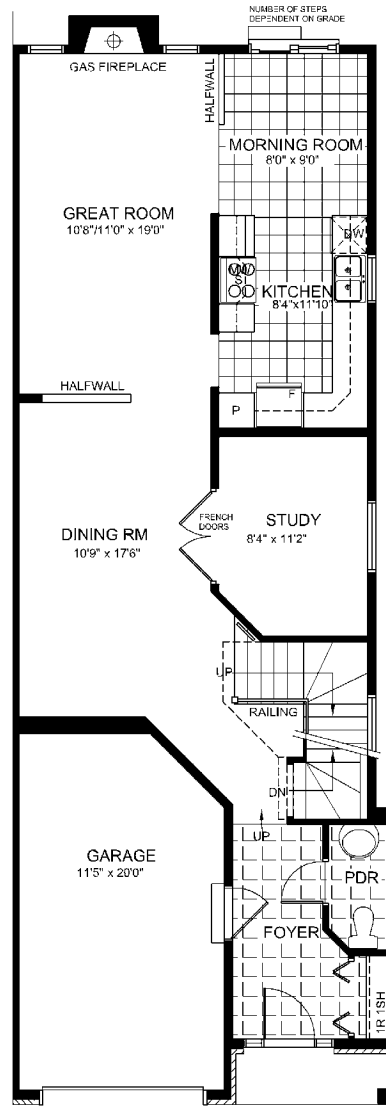 NUMBER OF STEPS
DEPENDENT ON GRADE
GAS FIREPLACE
HALFWALL
MORNING ROOM
8'0" x 9'0"
GREAT ROOM
10'8"/11'0" x 19'0"
DW
MW
S
KITCHEN
8'4"x11'10"
HALFWALL
F
P
FRENCH
DOORS
STUDY
8'4" x 11'2"
DINING RM
10'9" x 17'6"
UP
RAILING
DN
UP
GARAGE
11'5" x 20'0"
PDR
FOYER
1R 1SH